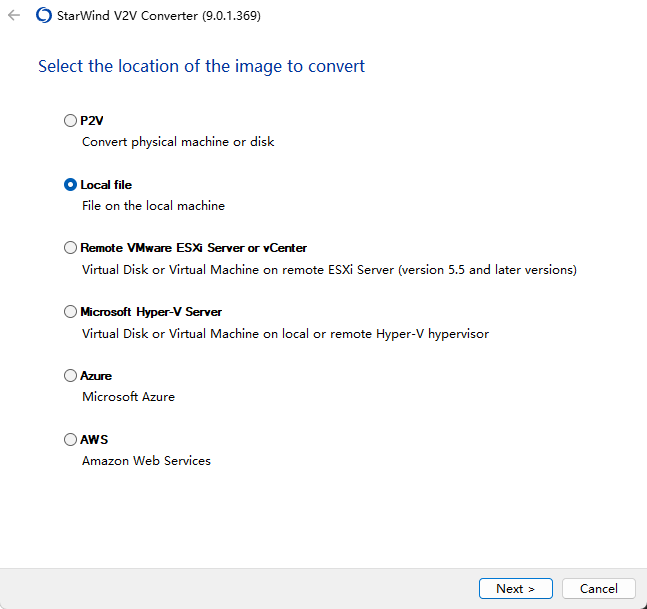 StarWind V2V Converter (9.0.1.369)
Select the location of the image to convert
P2V
Convert physical machine or disk
Local file
File on the local machine
Remote VMware ESXi Server or vCenter
Virtual Disk or Virtual Machine on remote ESXi Server (version 5.5 and later versions)
Microsoft Hyper-V Server
Virtual Disk or Virtual Machine on local or remote Hyper-V hypervisor
Azure
Microsoft Azure
AWS
Amazon Web Services
Next > Cancel